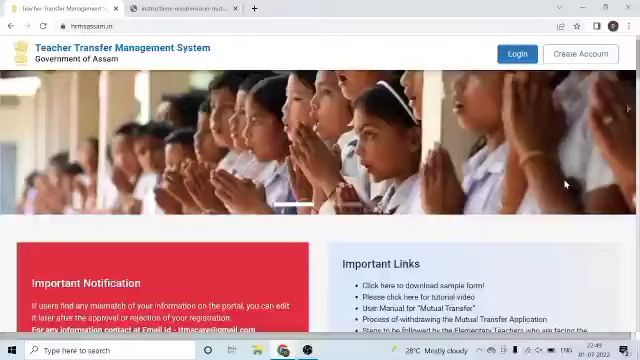 Teacher Transfer Management S
instructions-resotmission-mutu
hrmsassam.in
Teacher Transfer Management System
Government of Assam
Login
Create Account
Important Notification
If users find any mismatch of your information on the portal, you can edit
it later after the approval or rejection of your registration.
For any information contact at Email Id - ttmscare@gmail.com
Important Links
Click here to download sample form!
Please click here for tutorial video
User Manual for "Mutual Transfer"
Process of withdrawing the Mutual Transfer Application
Steps to be followed by the Elementary Teachers who are facing the
Type here to search
28°C Mostly cloudy
ENG
22:49
01-07-2022